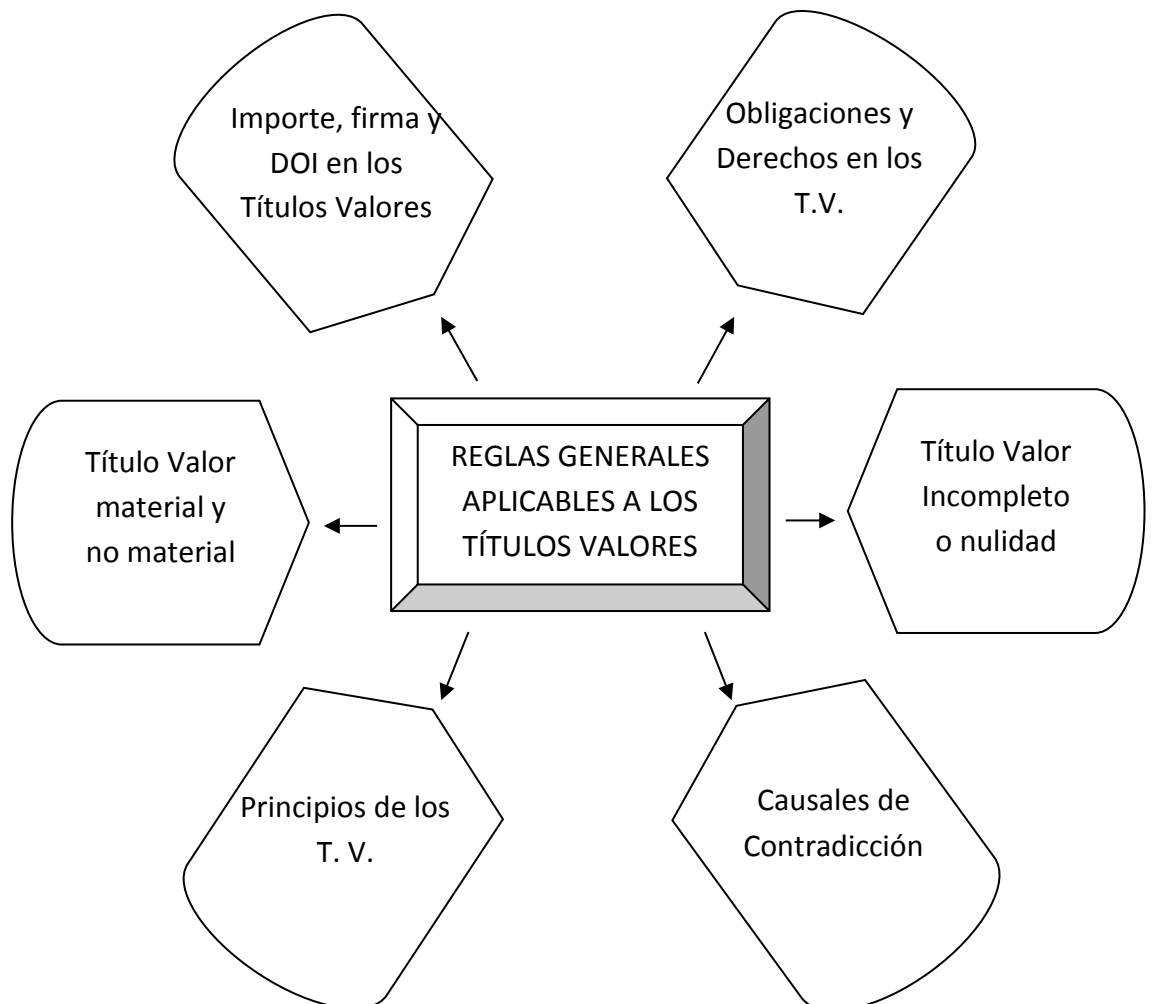 Importe, firma y
DOI en los
Títulos Valores
Obligaciones y
Derechos en los
T.V.
Título Valor
material y
no material
REGLAS GENERALES
APLICABLES A LOS
TÍTULOS VALORES
Título Valor
Incompleto
o nulidad
Principios de los
T. V.
Causales de
Contradicción